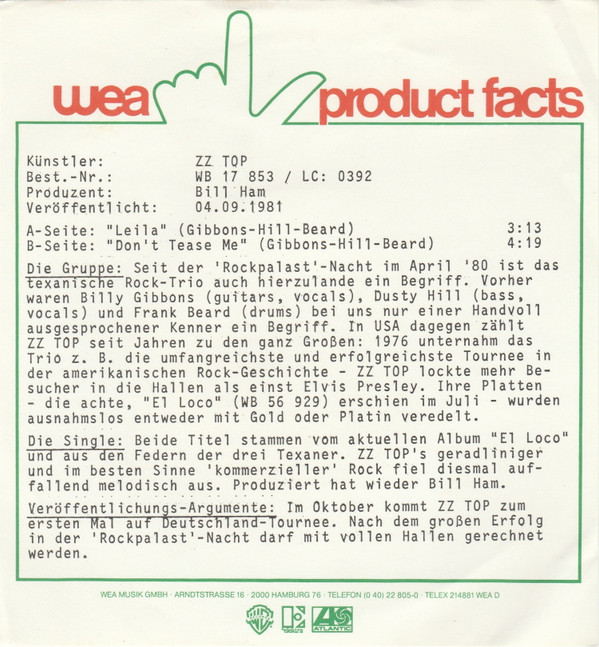 wea product facts
Künstler: ZZ TOP
Best.-Nr.: WB 17 853 / LC: 0392
Produzent: Bill Ham
Veröffentlicht: 04.09.1981
A-Seite: "Leila" (Gibbons-Hill-Beard) 3:13
B-Seite: "Don't Tease Me" (Gibbons-Hill-Beard) 4:19
Die Gruppe: Seit der 'Rockpalast'-Nacht im April '80 ist das
texanische Rock-Trio auch hierzulande ein Begriff. Vorher
waren Billy Gibbons (guitars, vocals), Dusty Hill (bass,
vocals) und Frank Beard (drums) bei uns nur einer Handvoll
ausgesprochener Kenner ein Begriff. In USA dagegen zählt
ZZ TOP seit Jahren zu den ganz Großen: 1976 unternahm das
Trio z. B. die umfangreichste und erfolgreichste Tournee in
der amerikanischen Rock-Geschichte - ZZ TOP lockte mehr Be-
sucher in die Hallen als einst Elvis Presley. Ihre Platten
- die achte, "El Loco" (WB 56 929) erschien im Juli - wurden
ausnahmslos entweder mit Gold oder Platin veredelt.
Die Single: Beide Titel stammen vom aktuellen Album "El Loco"
und aus den Federn der drei Texaner. ZZ TOP's geradliniger
und im besten Sinne 'kommerzieller' Rock fiel diesmal auf-
fallend melodisch aus. Produziert hat wieder Bill Ham.
Veröffentlichungs-Argumente: Im Oktober kommt ZZ TOP zum
ersten Mal auf Deutschland-Tournee. Nach dem großen Erfolg
in der 'Rockpalast'-Nacht darf mit vollen Hallen gerechnet
werden.
WEA MUSIK GMBH · ARNDTSTRASSE 16 · 2000 HAMBURG 76 · TELEFON (0 40) 22 805-0 · TELEX 214881 WEA D
elektra
ATLANTIC